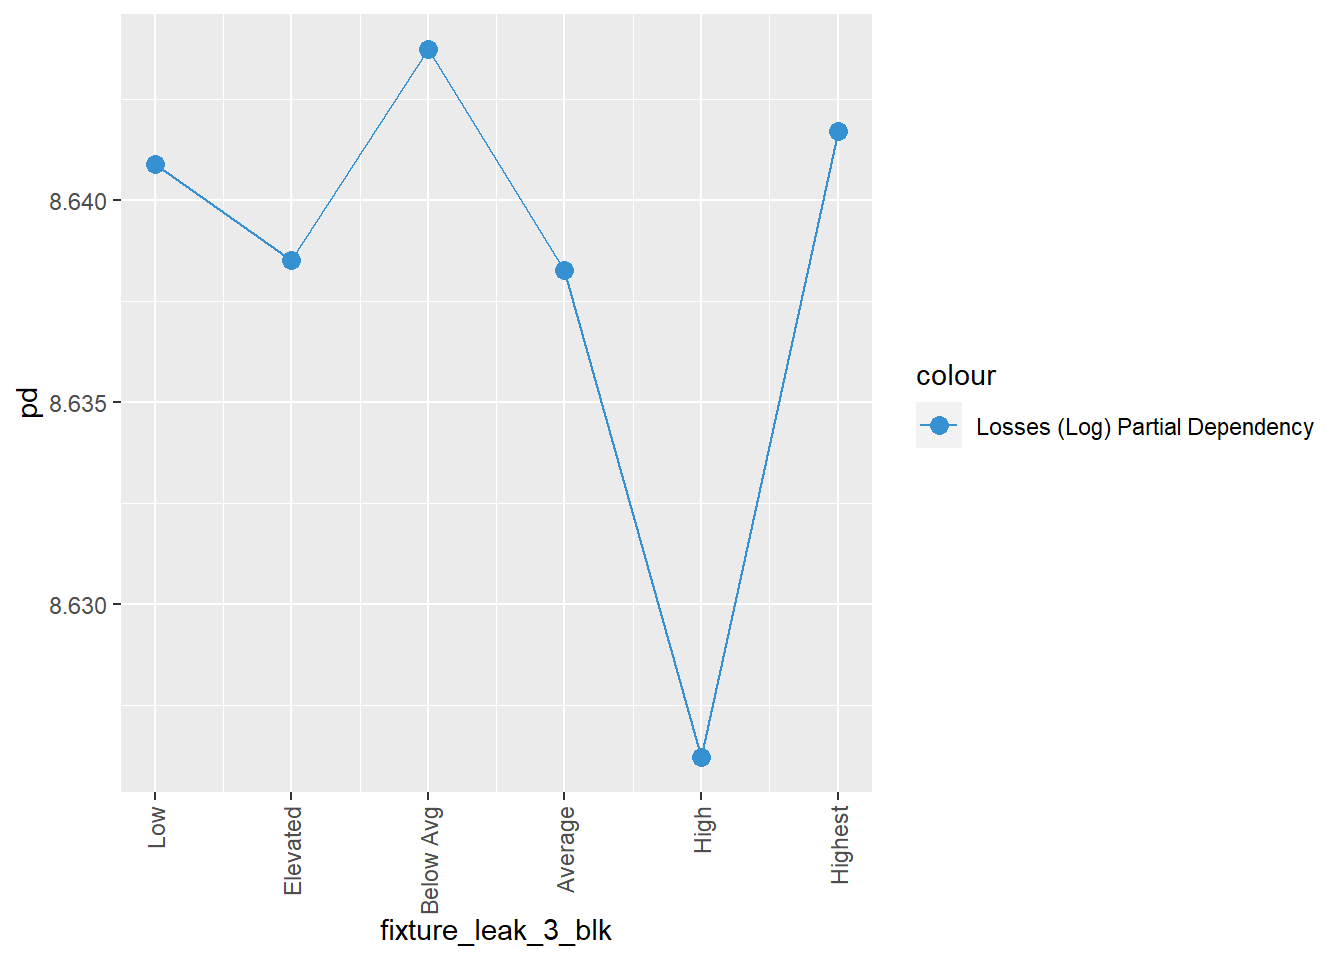 pd
8.640
8.635
8.630
Low
Elevated
Below Avg
Average
High
Highest
fixture_leak_3_blk
colour
Losses (Log) Partial Dependency